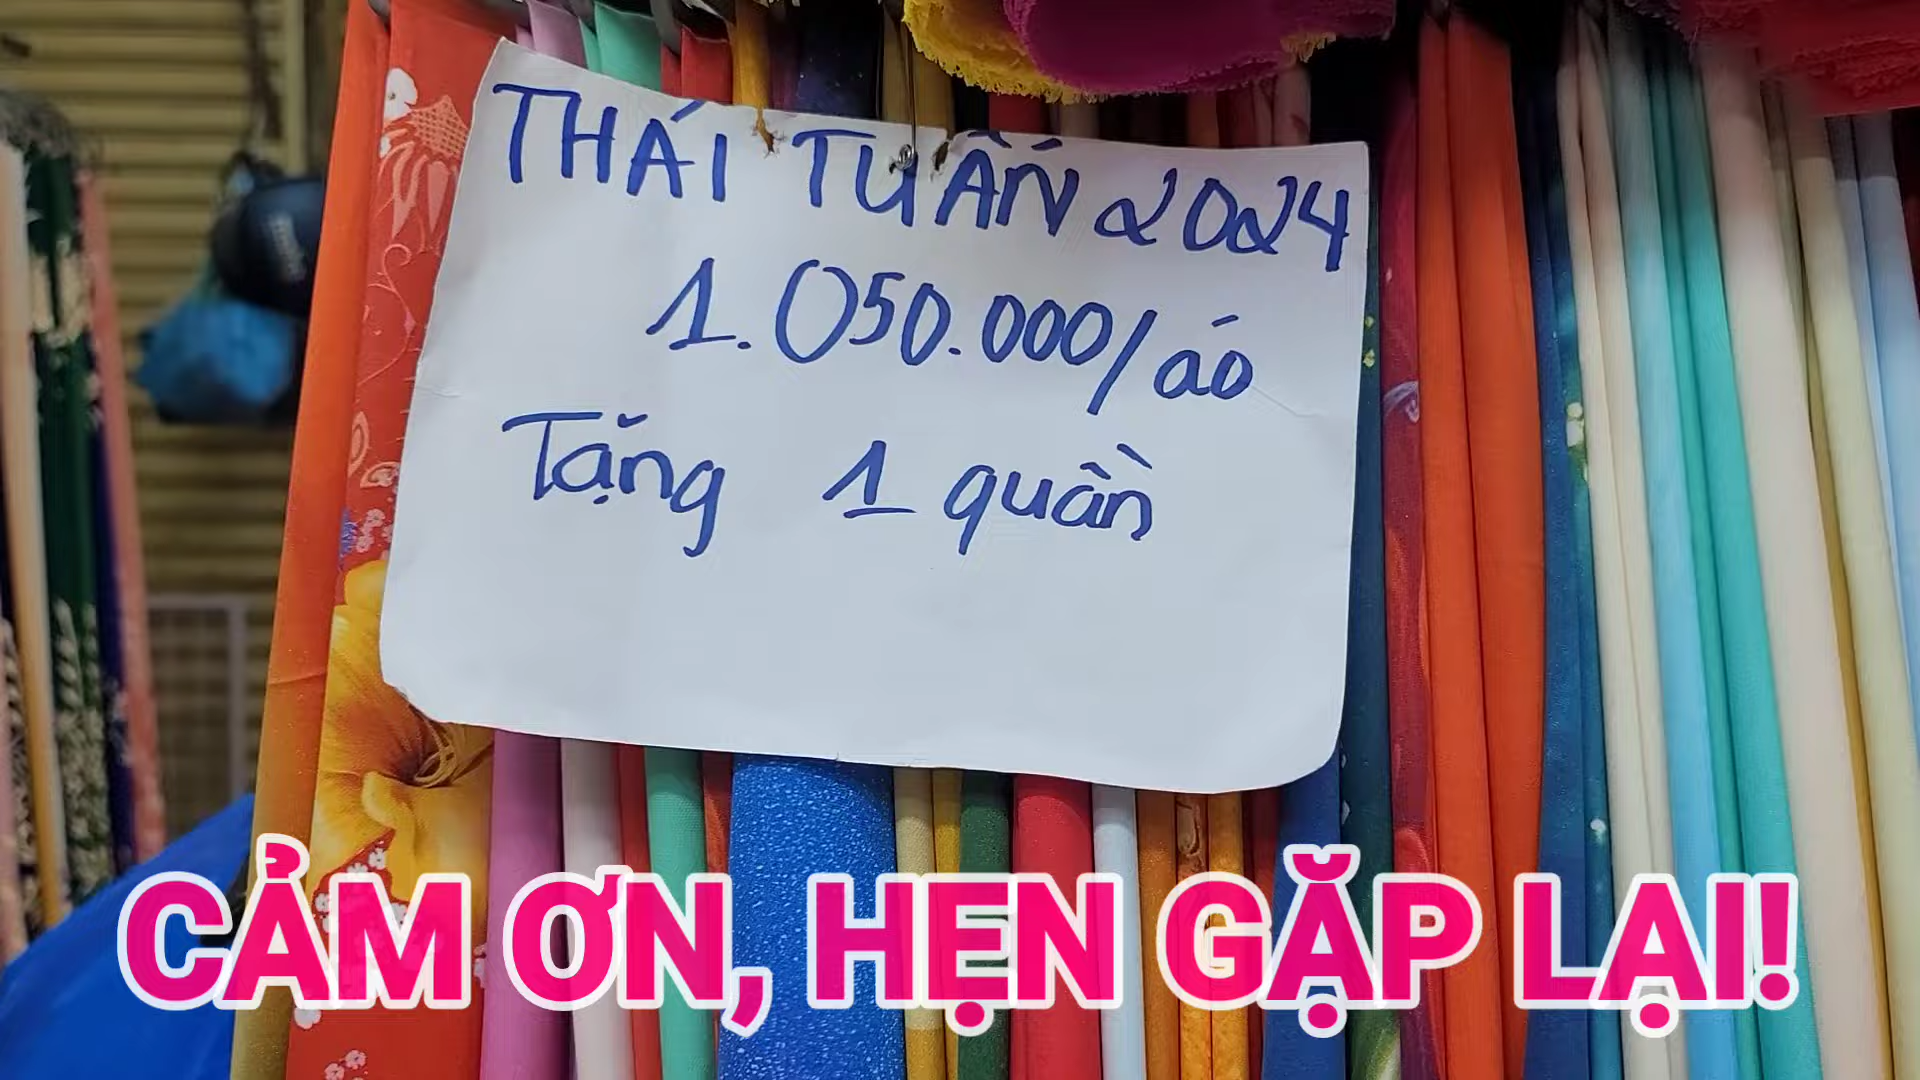 THÁI TUẤN 2024
1.050.000/áo
Tặng 1 quần
CẢM ƠN, HẸN GẶP LẠI!